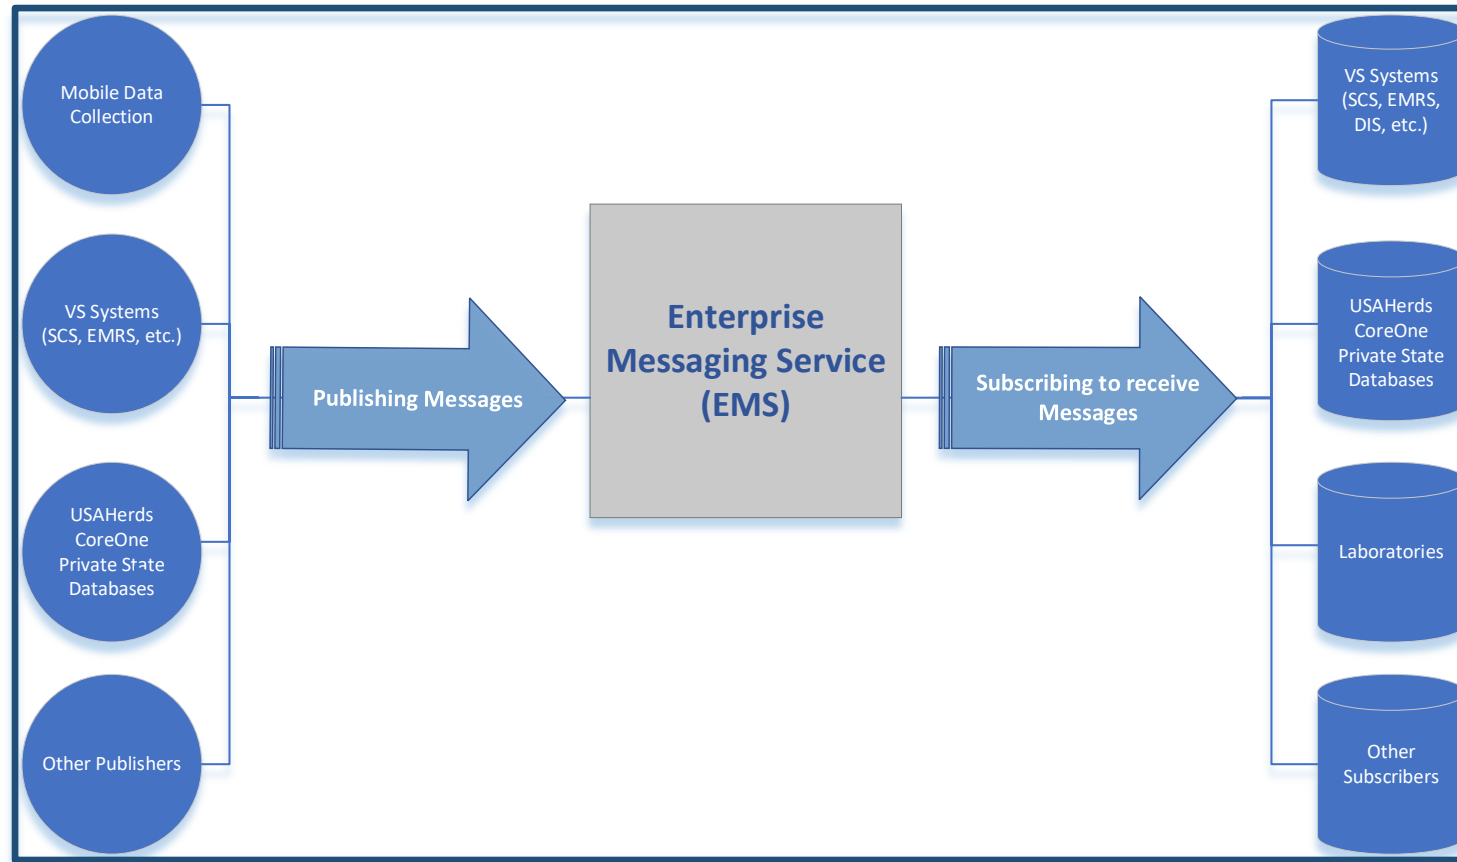 Mobile Data
Collection
VS Systems
(SCS, EMRS, etc.)
USAHerds
CoreOne
Private State
Databases
Other Publishers
Publishing Messages
Enterprise
Messaging Service
(EMS)
Subscribing to receive
Messages
VS Systems
(SCS, EMRS,
DIS, etc.)
USAHerds
CoreOne
Private State
Databases
Laboratories
Other
Subscribers